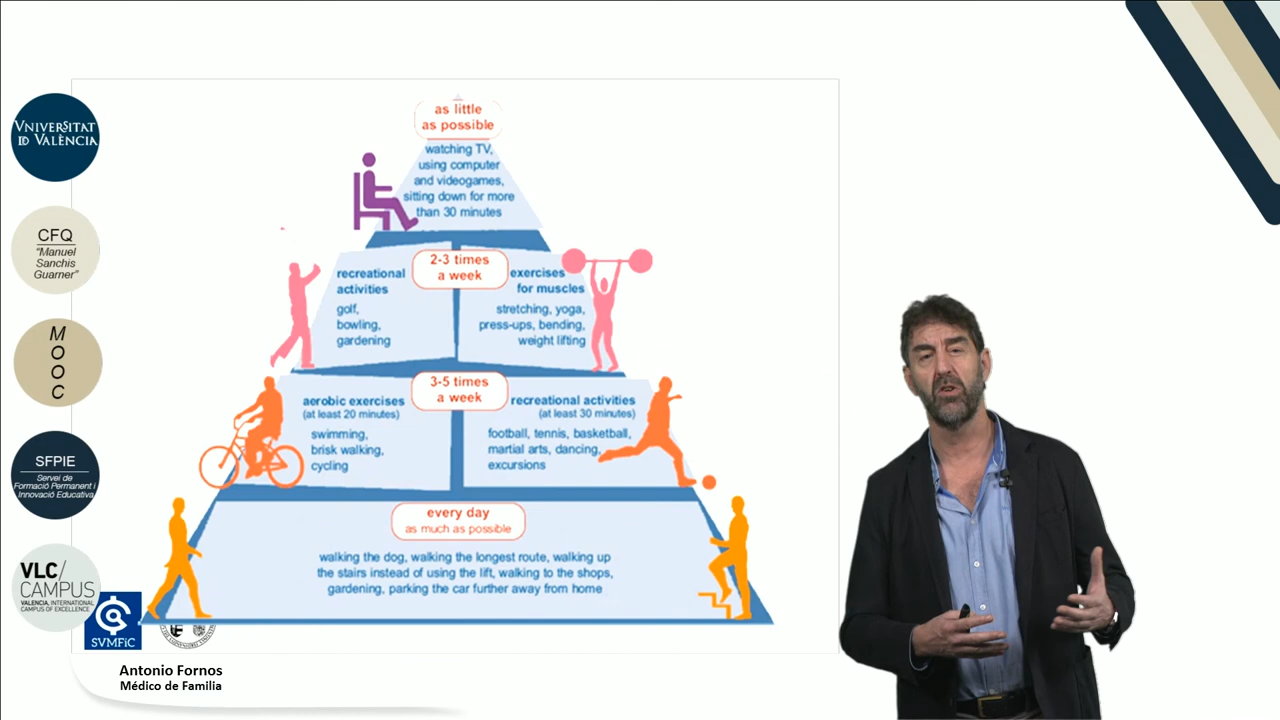 VNIVERSITAT
ID VALÈNCIA
CFQ
"Manuel
Sanchis
Guarner"
M
O
O
C
SFPIE
Servei de
Formació Permanent i
Innovació Educativa
VLC/
CAMPUS
VALENCIA, INTERNATIONAL
CAMPUS OF EXCELLENCE
SVMFiC
Antonio Fornos
Médico de Familia
as little
as possible
watching TV,
using computer
and videogames,
sitting down for more
than 30 minutes
2-3 times
a week
recreational
activities
golf,
bowling,
gardening
exercises
for muscles
stretching, yoga,
press-ups, bending,
weight lifting
3-5 times
a week
aerobic exercises
(at least 20 minutes)
swimming,
brisk walking,
cycling
recreational activities
(at least 30 minutes)
football, tennis, basketball,
martial arts, dancing,
excursions
every day
as much as possible
walking the dog, walking the longest route, walking up
the stairs instead of using the lift, walking to the shops,
gardening, parking the car further away from home